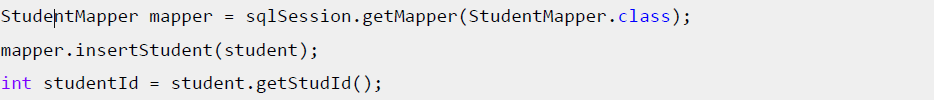 StudentMapper mapper = sqlSession.getMapper(StudentMapper.class);
mapper.insertStudent(student);
int studentId = student.getStudId();